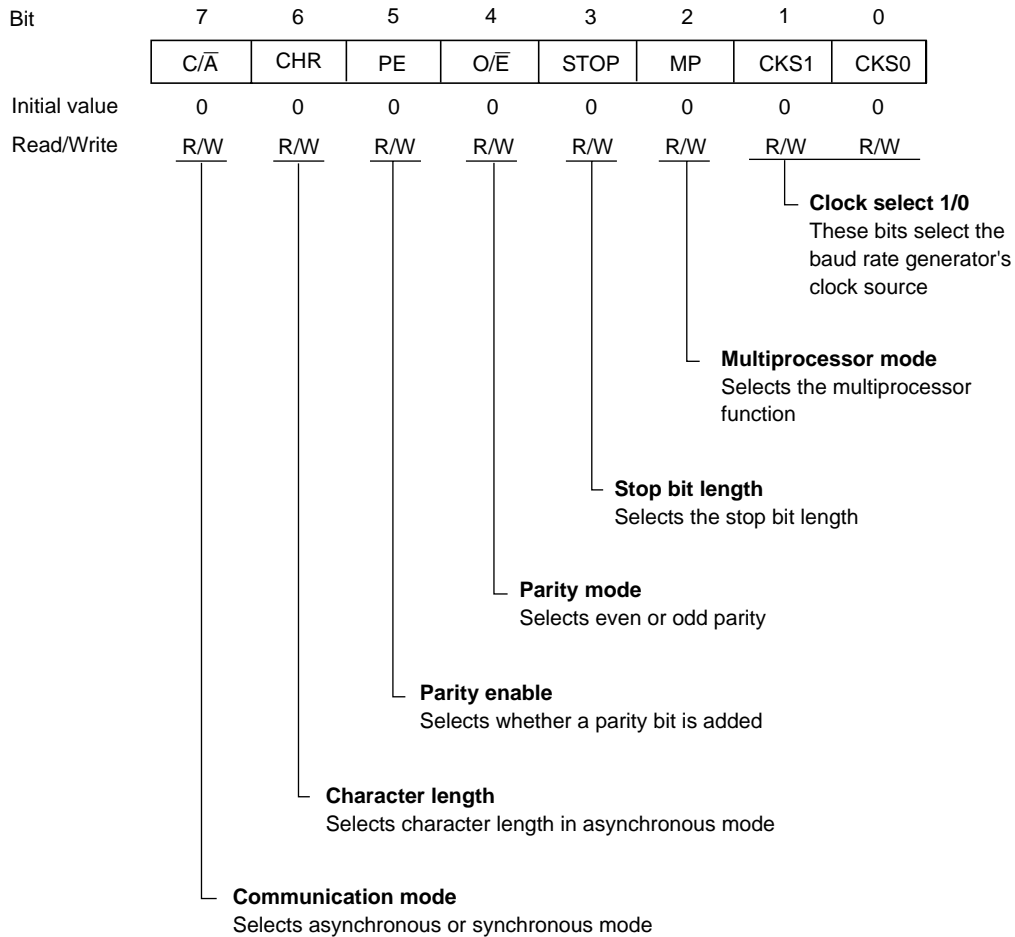 Bit 7 6 5 4 3 2 1 0
C/A̅ CHR PE O/E̅ STOP MP CKS1 CKS0
Initial value 0 0 0 0 0 0 0 0
Read/Write R/W R/W R/W R/W R/W R/W R/W R/W
Clock select 1/0
These bits select the
baud rate generator's
clock source
Multiprocessor mode
Selects the multiprocessor
function
Stop bit length
Selects the stop bit length
Parity mode
Selects even or odd parity
Parity enable
Selects whether a parity bit is added
Character length
Selects character length in asynchronous mode
Communication mode
Selects asynchronous or synchronous mode